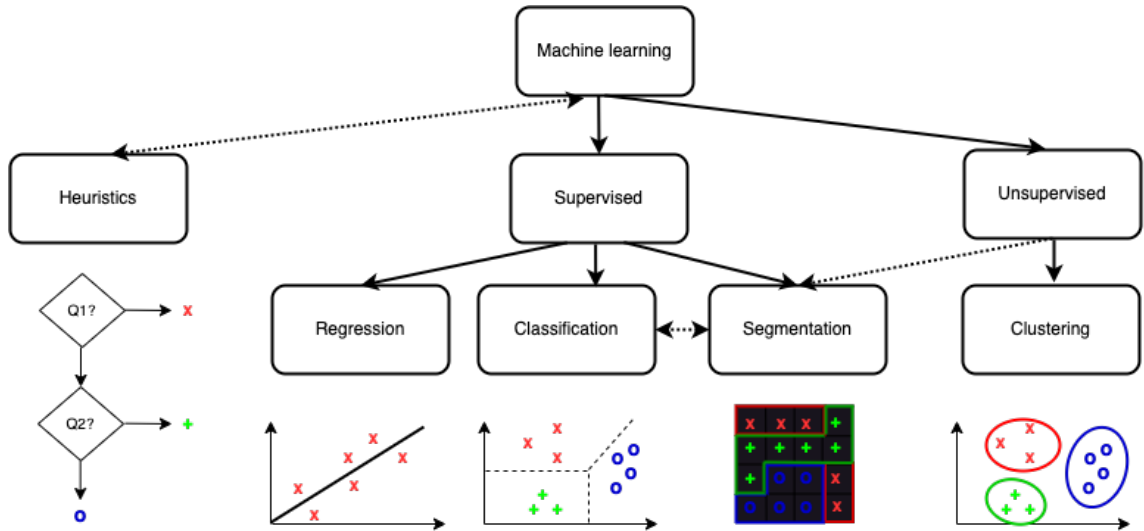 Machine learning
Heuristics
Supervised
Unsupervised
Q1?
x
Regression
Classification
Segmentation
Clustering
Q2?
+
o
x
x
x
x
x
x
x
x
x
+
+ +
o o
o
o
x x x +
+ + + +
+ o o x
o o o x
x
x
x
+
+ +
o o
o
o